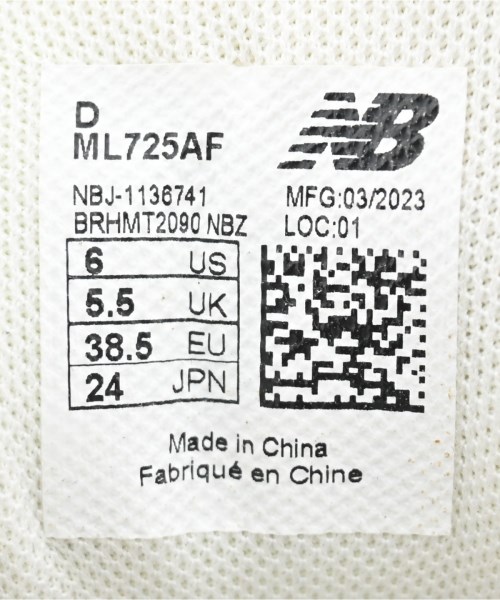 D
ML725AF
NB
NBJ-1136741
BRHMT2090 NBZ
MFG:03/2023
LOC:01
6 US
5.5 UK
38.5 EU
24 JPN
Made in China
Fabriqué en Chine